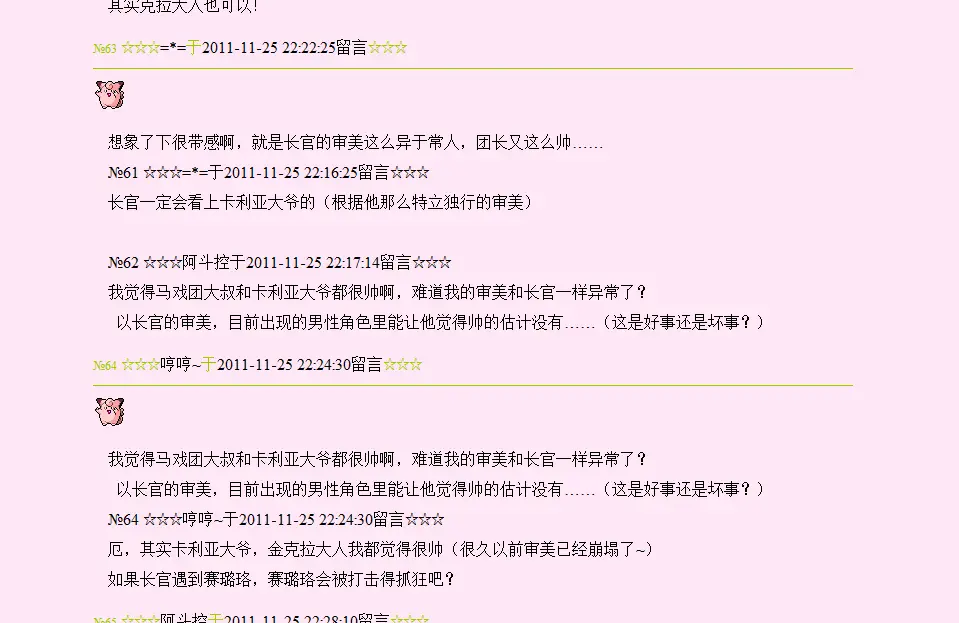 其实克拉大人也可以!
№63 ☆☆☆=*=于2011-11-25 22:22:25留言☆☆☆
想象了下很带感啊，就是长官的审美这么异于常人，团长又这么帅……
№61 ☆☆☆=*=于2011-11-25 22:16:25留言☆☆☆
长官一定会看上卡利亚大爷的（根据他那么特立独行的审美）
№62 ☆☆☆阿斗控于2011-11-25 22:17:14留言☆☆☆
我觉得马戏团大叔和卡利亚大爷都很帅啊，难道我的审美和长官一样异常了？
以长官的审美，目前出现的男性角色里能让他觉得帅的估计没有……（这是好事还是坏事？）
№64 ☆☆☆哼哼~于2011-11-25 22:24:30留言☆☆☆
我觉得马戏团大叔和卡利亚大爷都很帅啊，难道我的审美和长官一样异常了？
以长官的审美，目前出现的男性角色里能让他觉得帅的估计没有……（这是好事还是坏事？）
№64 ☆☆☆哼哼~于2011-11-25 22:24:30留言☆☆☆
厄，其实卡利亚大爷，金克拉大人我都觉得很帅（很久以前审美已经崩塌了~）
如果长官遇到赛璐珞，赛璐珞会被打击得抓狂吧？
№65 ☆☆☆阿斗控于2011-11-25 22:28:10留言☆☆☆